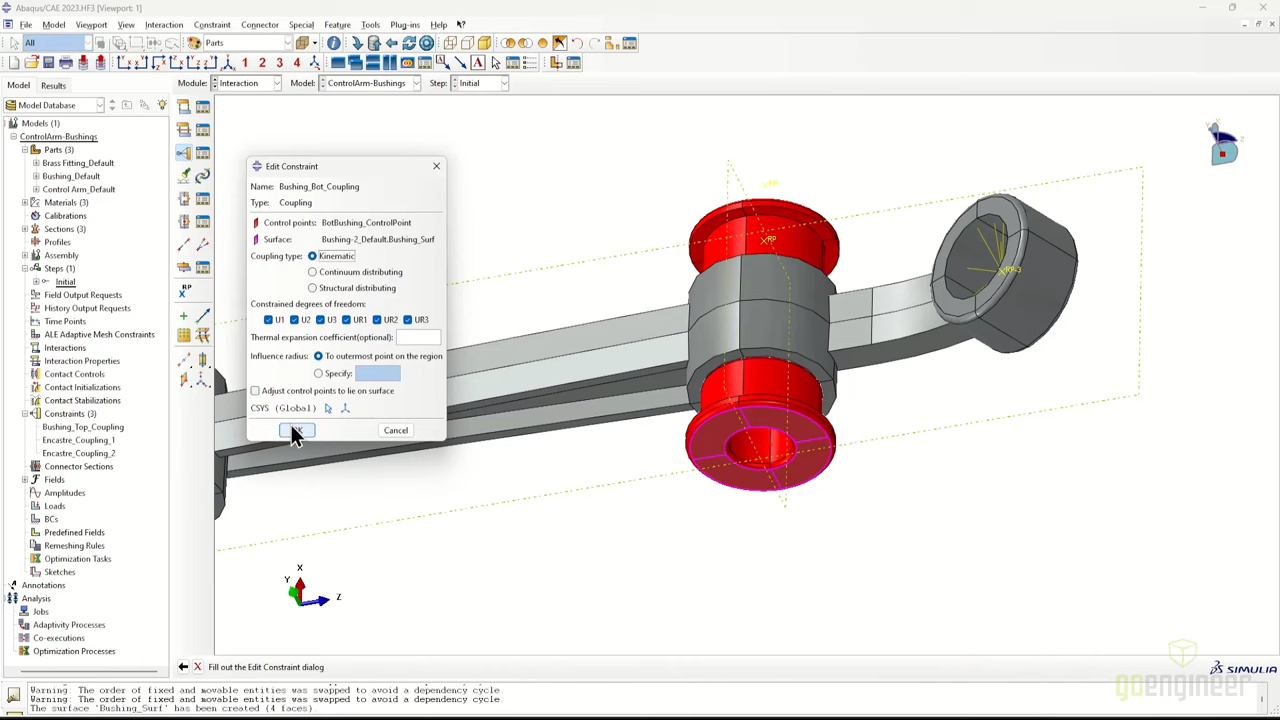 Abaqus/CAE 2023.HF3 [Viewport: 1]
File Model Viewport View Interaction Constraint Connector Special Feature Tools Plug-ins Help
All Parts
1 2 3 4
Model Results Module: Interaction Model: ControlArm-Bushings Step: Initial
Model Database
Models (1)
ControlArm-Bushings
Parts (3)
Brass Fitting_Default
Bushing_Default
Control Arm_Default
Materials (3)
Calibrations
Sections (3)
Profiles
Assembly
Steps (1)
Initial
Field Output Requests
History Output Requests
Time Points
ALE Adaptive Mesh Constraints
Interactions
Interaction Properties
Contact Controls
Contact Initializations
Contact Stabilizations
Constraints (3)
Bushing_Top_Coupling
Encastre_Coupling_1
Encastre_Coupling_2
Connector Sections
Fields
Amplitudes
Loads
BCs
Predefined Fields
Remeshing Rules
Optimization Tasks
Sketches
Annotations
Analysis
Jobs
Adaptivity Processes
Co-executions
Optimization Processes
RP
Edit Constraint
Name: Bushing_Bot_Coupling
Type: Coupling
Control points: BotBushing_ControlPoint
Surface: Bushing-2_Default.Bushing_Surf
Coupling type: Kinematic
Continuum distributing
Structural distributing
Constrained degrees of freedom:
U1 U2 U3 UR1 UR2 UR3
Thermal expansion coefficient(optional):
Influence radius: To outermost point on the region
Specify:
Adjust control points to lie on surface
CSYS (Global)
Cancel
RP
RP-3
X
Y
Z
Fill out the Edit Constraint dialog
SIMULIA
Warning: The order of fixed and movable entities was swapped to avoid a dependency cycle.
Warning: The order of fixed and movable entities was swapped to avoid a dependency cycle.
The surface 'Bushing_Surf' has been created (4 faces).
goengineer